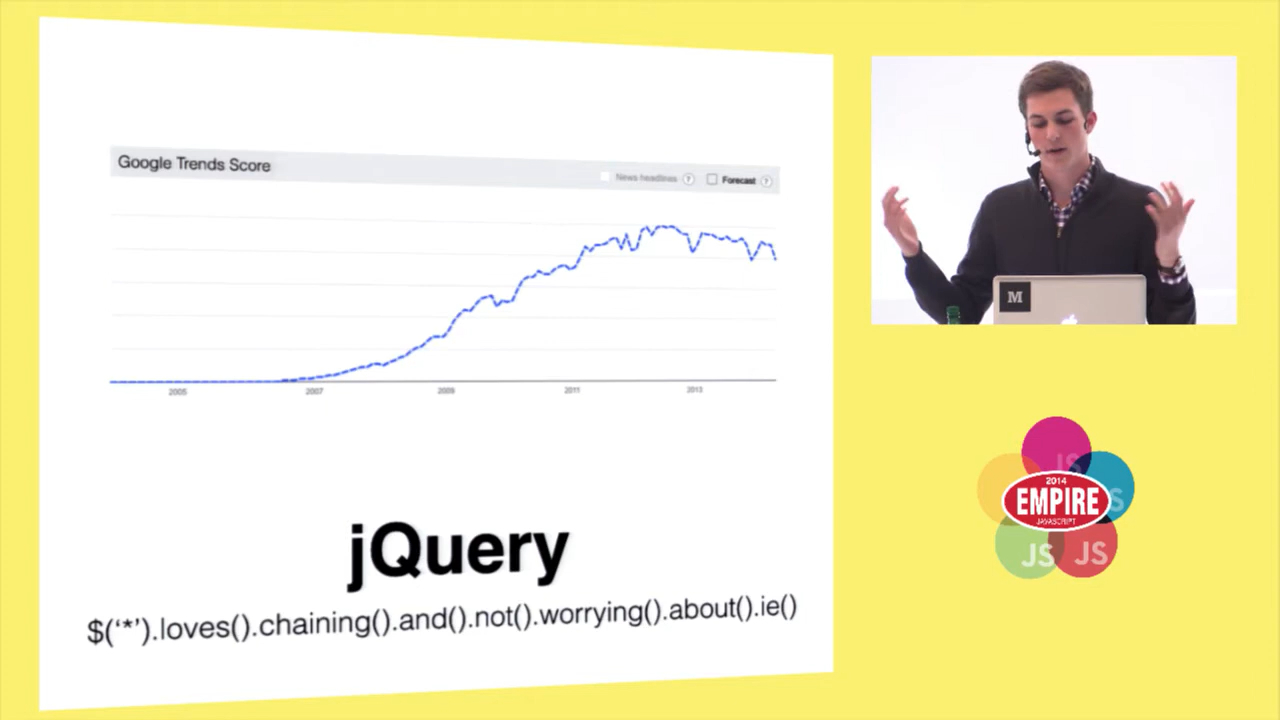 Google Trends Score
News headlines ? Forecast ?
2005 2007 2009 2011 2013
jQuery
$(‘*’).loves().chaining().and().not().worrying().about().ie()
M
JS
2014
EMPIRE
JAVASCRIPT
S
JS JS